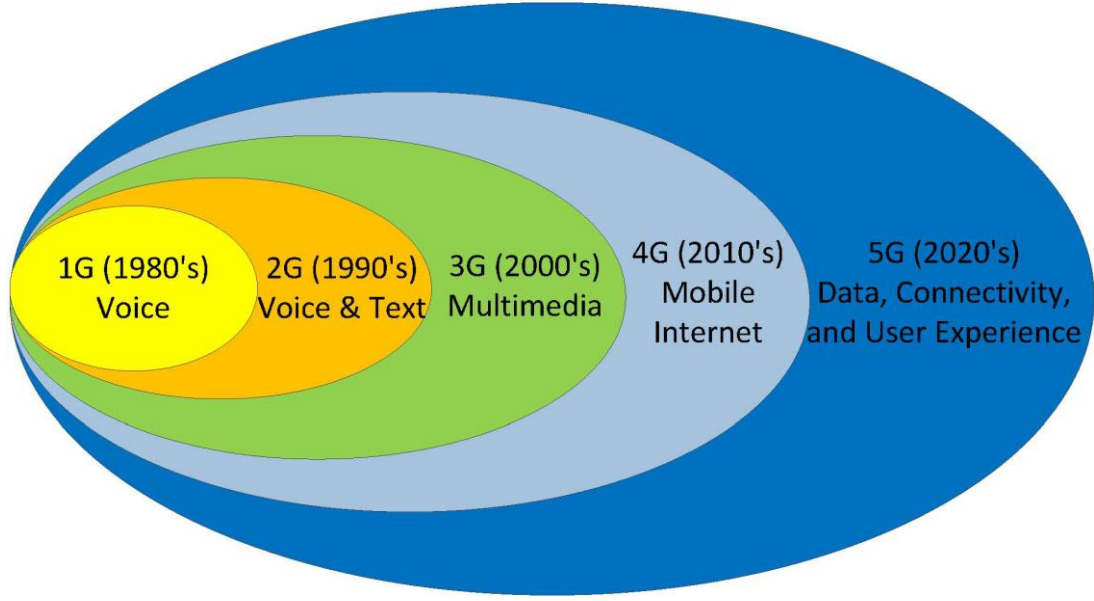 1G (1980's)
Voice
2G (1990's)
Voice & Text
3G (2000's)
Multimedia
4G (2010's)
Mobile
Internet
5G (2020's)
Data, Connectivity,
and User Experience